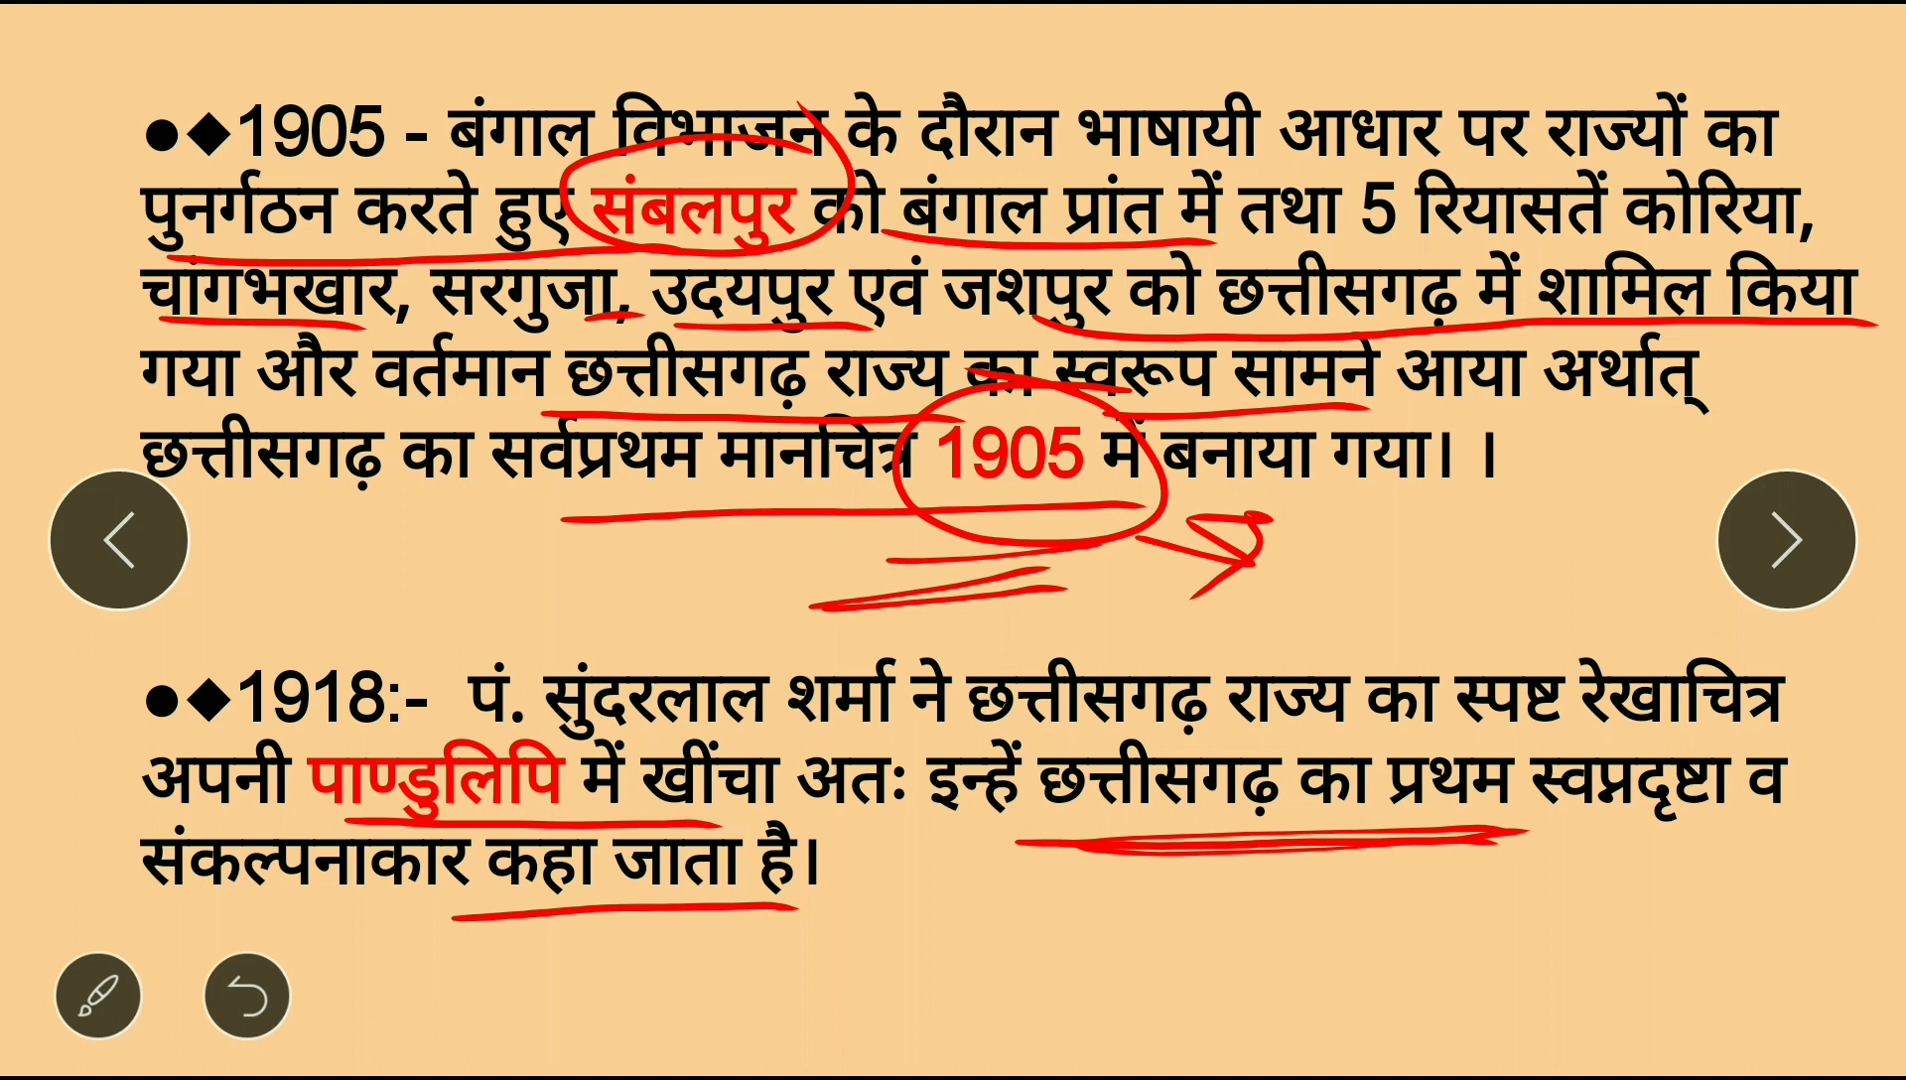 ●◆1905 - बंगाल विभाजन के दौरान भाषायी आधार पर राज्यों का
पुनर्गठन करते हुए संबलपुर को बंगाल प्रांत में तथा 5 रियासतें कोरिया,
चांगभखार, सरगुजा, उदयपुर एवं जशपुर को छत्तीसगढ़ में शामिल किया
गया और वर्तमान छत्तीसगढ़ राज्य का स्वरूप सामने आया अर्थात्
छत्तीसगढ़ का सर्वप्रथम मानचित्र 1905 में बनाया गया। ।
●◆1918:- पं. सुंदरलाल शर्मा ने छत्तीसगढ़ राज्य का स्पष्ट रेखाचित्र
अपनी पाण्डुलिपि में खींचा अतः इन्हें छत्तीसगढ़ का प्रथम स्वप्नदृष्टा व
संकल्पनाकार कहा जाता है।